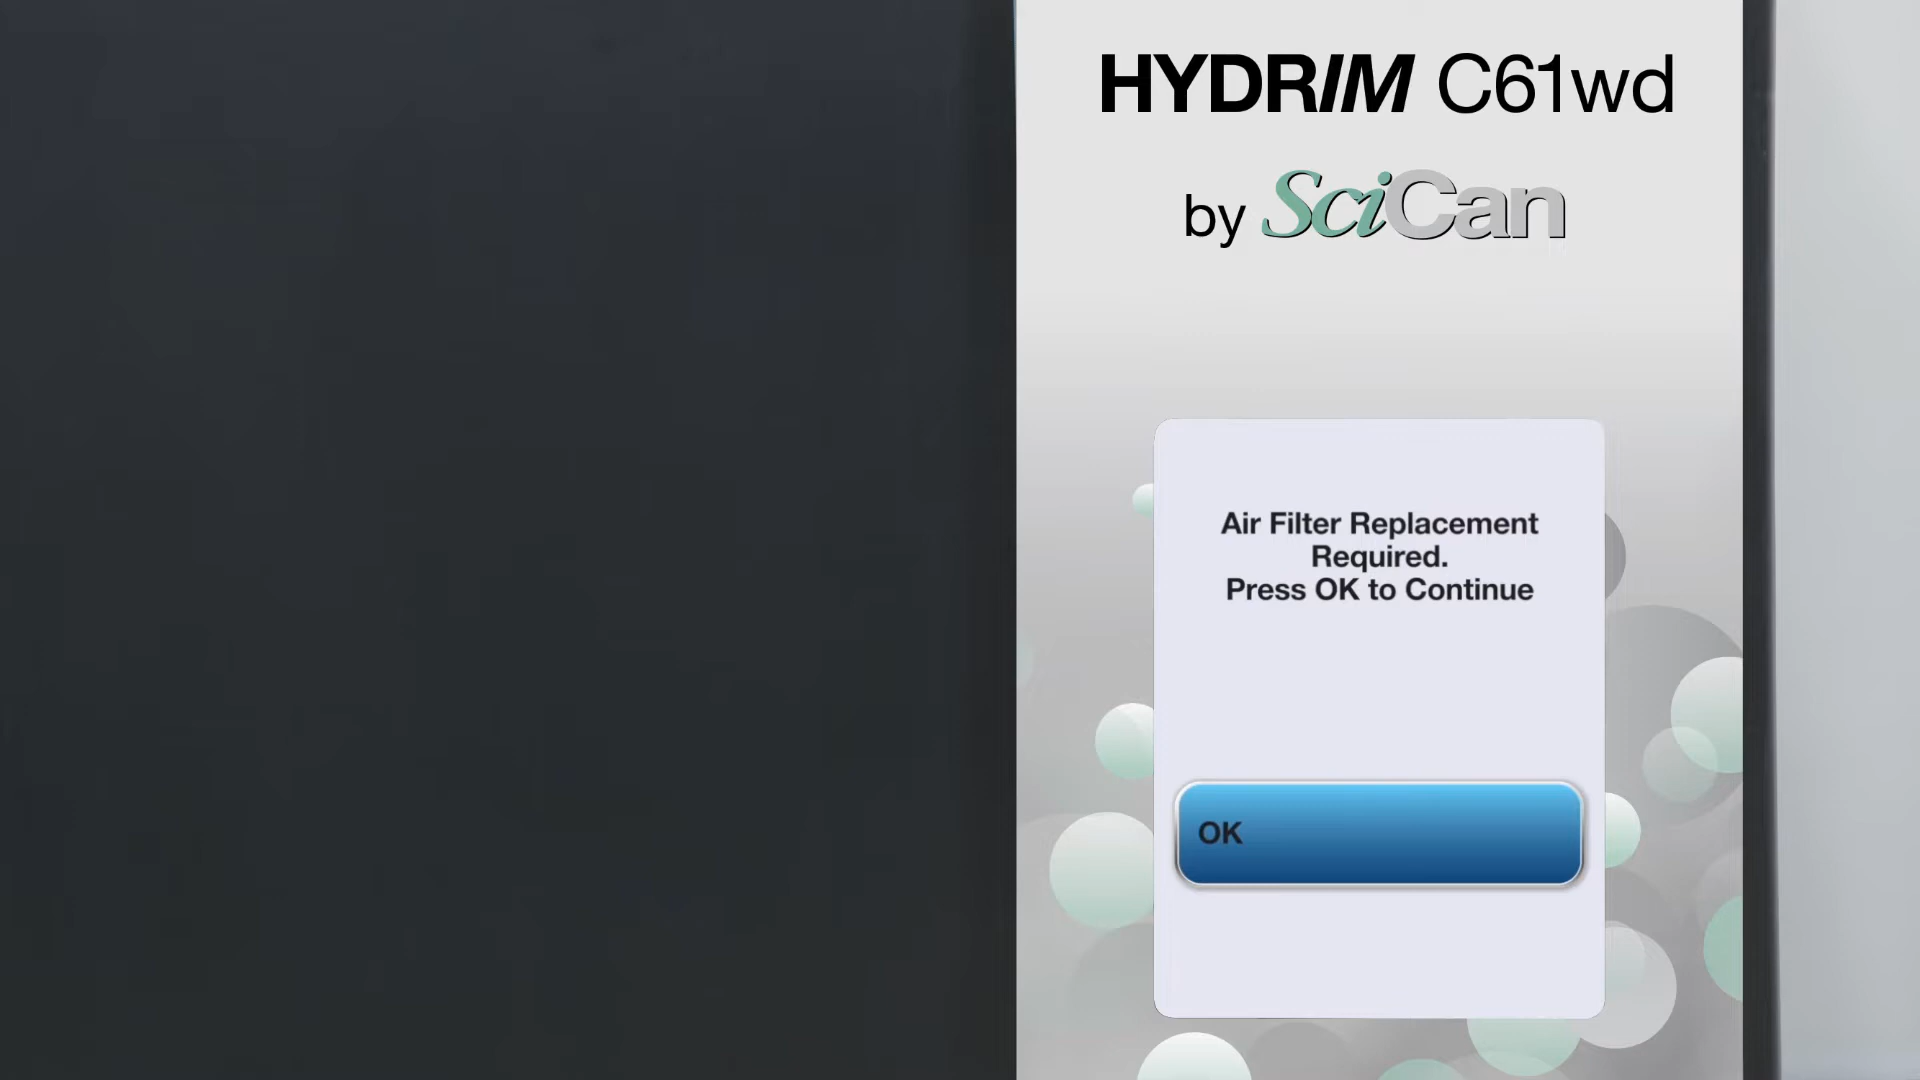 HYDRIM C61wd
by SciCan
Air Filter Replacement
Required.
Press OK to Continue
OK